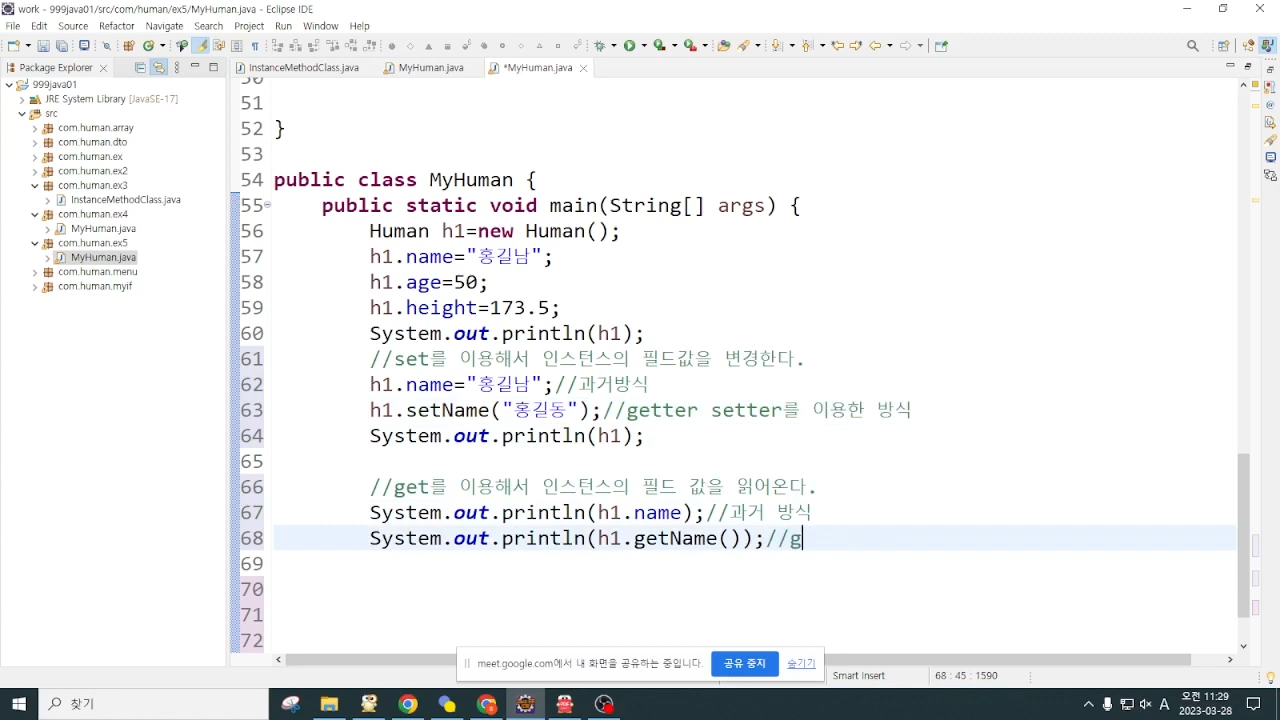 work - 999java01/src/com/human/ex5/MyHuman.java - Eclipse IDE
File Edit Source Refactor Navigate Search Project Run Window Help
Package Explorer
InstanceMethodClass.java MyHuman.java *MyHuman.java
999java01
JRE System Library [JavaSE-17]
src
com.human.array
com.human.dto
com.human.ex
com.human.ex2
com.human.ex3
InstanceMethodClass.java
com.human.ex4
MyHuman.java
com.human.ex5
MyHuman.java
com.human.menu
com.human.myif
50
51
52 }
53
54 public class MyHuman {
55 public static void main(String[] args) {
56 Human h1=new Human();
57 h1.name="홍길남";
58 h1.age=50;
59 h1.height=173.5;
60 System.out.println(h1);
61 //set를 이용해서 인스턴스의 필드값을 변경한다.
62 h1.name="홍길남";//과거방식
63 h1.setName("홍길동");//getter setter를 이용한 방식
64 System.out.println(h1);
65
66 //get를 이용해서 인스턴스의 필드 값을 읽어온다.
67 System.out.println(h1.name);//과거 방식
68 System.out.println(h1.getName());//g
69
70
71
72
meet.google.com에서 내 화면을 공유하는 중입니다. 공유 중지 숨기기
Smart Insert 68 : 45 : 1590
찾기
A 오전 11:29
2023-03-28